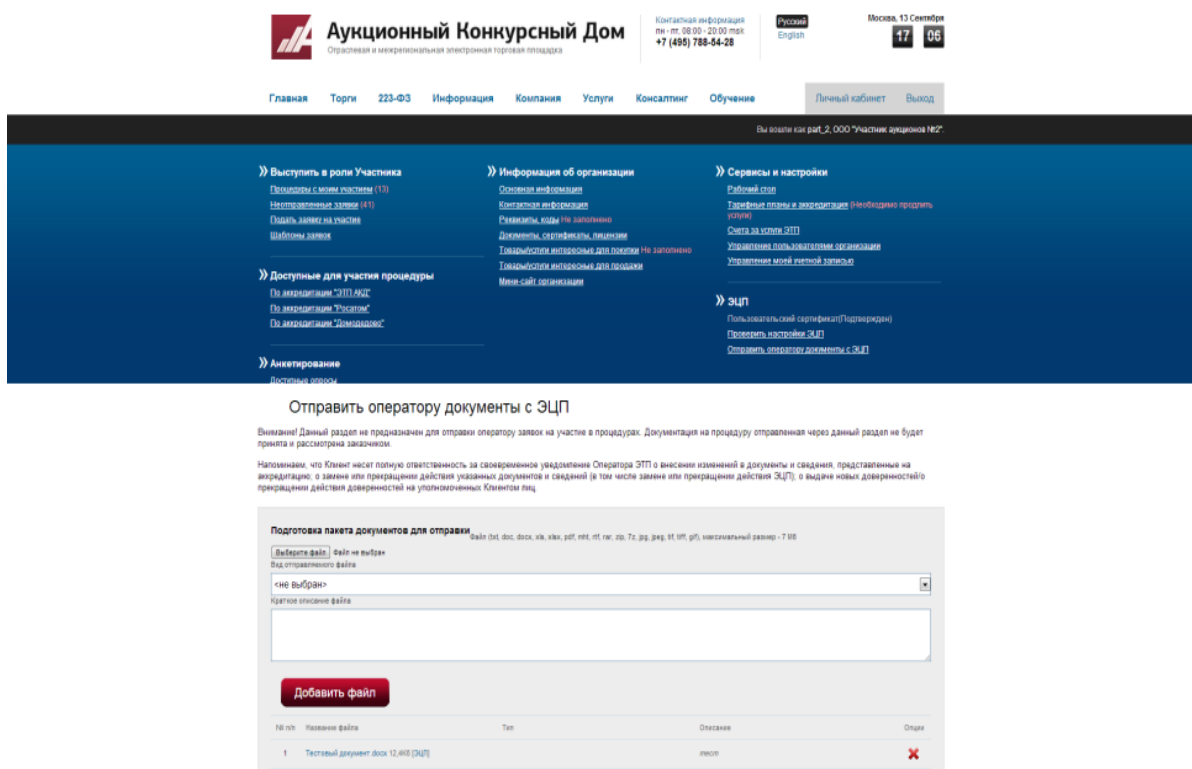 Аукционный Конкурсный Дом
Отраслевая и межрегиональная электронная торговая площадка
Контактная информация
пн - пт, 08:00 - 20:00 msk
+7 (495) 788-54-28
Русский
English
Москва, 13 Сентября
17 06
Главная Торги 223-ФЗ Информация Компания Услуги Консалтинг Обучение Личный кабинет Выход
Вы вошли как part_2, ООО "Участник аукционов №2".
Выступить в роли Участника
Процедуры с моим участием (13)
Неотправленные заявки (41)
Подать заявку на участие
Шаблоны заявок
Доступные для участия процедуры
По аккредитации "ЭТП АКД"
По аккредитации "Росатом"
По аккредитации "Домодедово"
Анкетирование
Доступные опросы
Информация об организации
Основная информация
Контактная информация
Реквизиты, коды Не заполнено
Документы, сертификаты, лицензии
Товары/услуги интересные для покупки Не заполнено
Товары/услуги интересные для продажи
Мини-сайт организации
Сервисы и настройки
Рабочий стол
Тарифные планы и аккредитация (Необходимо продлить
услуги)
Счета за услуги ЭТП
Управление пользователями организации
Управление моей учетной записью
ЭЦП
Пользовательский сертификат(Подтвержден)
Проверить настройки ЭЦП
Отправить оператору документы с ЭЦП
Отправить оператору документы с ЭЦП
Внимание! Данный раздел не предназначен для отправки оператору заявок на участие в процедурах. Документация на процедуру отправленная через данный раздел не будет
принята и рассмотрена заказчиком.
Напоминаем, что Клиент несет полную ответственность за своевременное уведомление Оператора ЭТП о внесении изменений в документы и сведения, представленные на
аккредитацию; о замене или прекращении действия указанных документов и сведений (в том числе замене или прекращении действия ЭЦП); о выдаче новых доверенностей/о
прекращении действия доверенностей на уполномоченных Клиентом лиц.
Подготовка пакета документов для отправки Файл (txt, doc, docx, xls, xlsx, pdf, mht, rtf, rar, zip, 7z, jpg, jpeg, tif, tiff, gif), максимальный размер - 7 Мб
Выберите файл Файл не выбран
Вид отправляемого файла
<не выбран>
Краткое описание файла
Добавить файл
№ п/п Название файла Тип Описание Опции
1 Тестовый документ.docx 12,4Кб [ЭЦП] тест